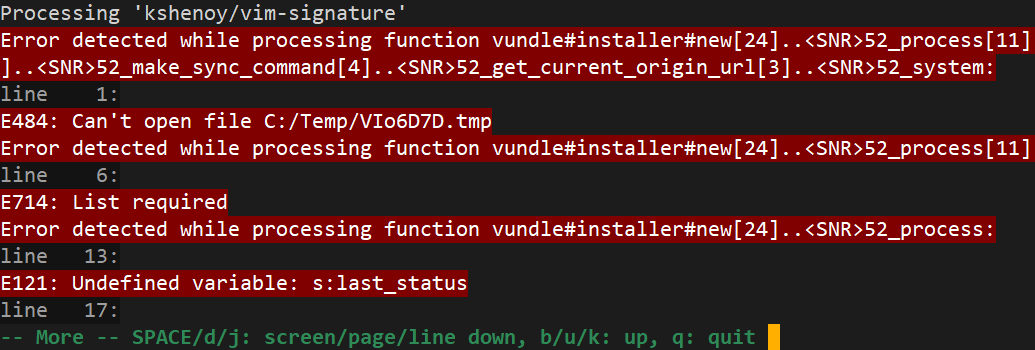 Processing 'kshenoy/vim-signature'
Error detected while processing function vundle#installer#new[24]..<SNR>52_process[11]
]..<SNR>52_make_sync_command[4]..<SNR>52_get_current_origin_url[3]..<SNR>52_system:
line    1:
E484: Can't open file C:/Temp/VIo6D7D.tmp
Error detected while processing function vundle#installer#new[24]..<SNR>52_process[11]
line    6:
E714: List required
Error detected while processing function vundle#installer#new[24]..<SNR>52_process:
line   13:
E121: Undefined variable: s:last_status
line   17:
-- More -- SPACE/d/j: screen/page/line down, b/u/k: up, q: quit